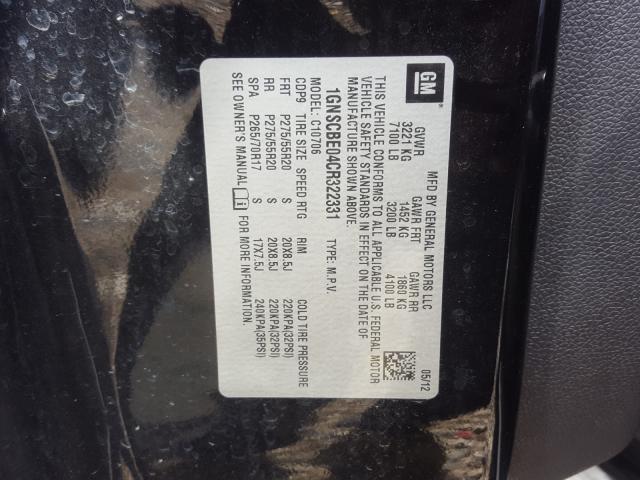 GM
MFD BY GENERAL MOTORS LLC
05/12
GVWR GAWR FRT GAWR RR
3221 KG 1452 KG 1860 KG
7100 LB 3200 LB 4100 LB
THIS VEHICLE CONFORMS TO ALL APPLICABLE U.S. FEDERAL MOTOR
VEHICLE SAFETY STANDARDS IN EFFECT ON THE DATE OF
MANUFACTURE SHOWN ABOVE.
1GNSCBE04CR322331 TYPE: M.P.V.
MODEL: C10706
CDP9 TIRE SIZE SPEED RTG RIM COLD TIRE PRESSURE
FRT P275/55R20 S 20X8.5J 220KPA(32PSI)
RR P275/55R20 S 20X8.5J 220KPA(32PSI)
SPA P265/70R17 S 17X7.5J 240KPA(35PSI)
SEE OWNER'S MANUAL FOR MORE INFORMATION.